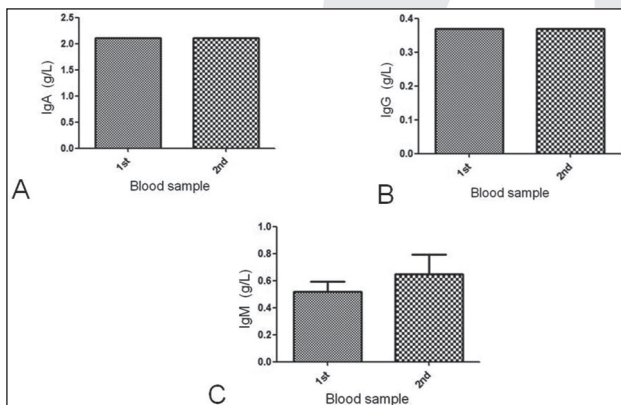 IgA (g/L)
2.5
2.0
1.5
1.0
0.5
0.0
1st
2nd
Blood sample
A
IgG (g/L)
0.4
0.3
0.2
0.1
0.0
1st
2nd
Blood sample
B
IgM (g/L)
1.0
0.8
0.6
0.4
0.2
0.0
1st
2nd
Blood sample
C